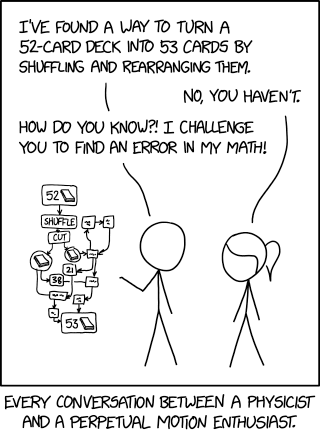 I'VE FOUND A WAY TO TURN A
52-CARD DECK INTO 53 CARDS BY
SHUFFLING AND REARRANGING THEM.
NO, YOU HAVEN'T.
HOW DO YOU KNOW?! I CHALLENGE
YOU TO FIND AN ERROR IN MY MATH!
52
SHUFFLE
CUT
21
38
53
EVERY CONVERSATION BETWEEN A PHYSICIST
AND A PERPETUAL MOTION ENTHUSIAST.